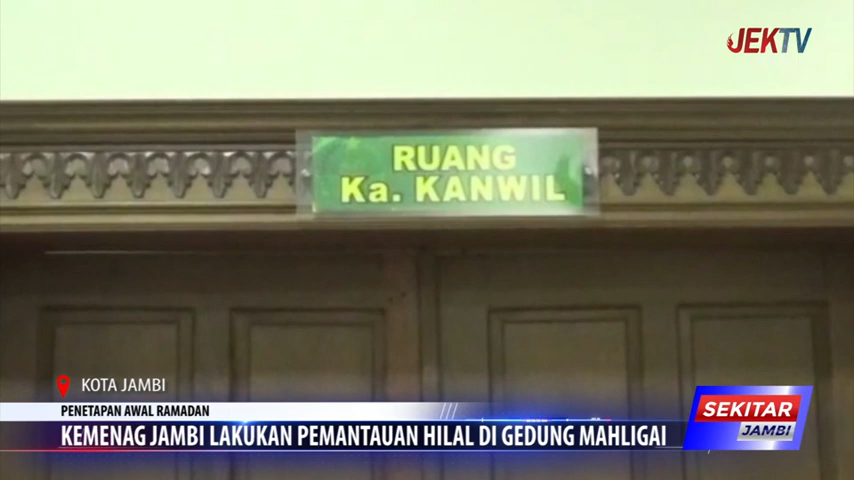 JEKTV
RUANG
Ka. KANWIL
KOTA JAMBI
PENETAPAN AWAL RAMADAN
KEMENAG JAMBI LAKUKAN PEMANTAUAN HILAL DI GEDUNG MAHLIGAI
SEKITAR
JAMBI